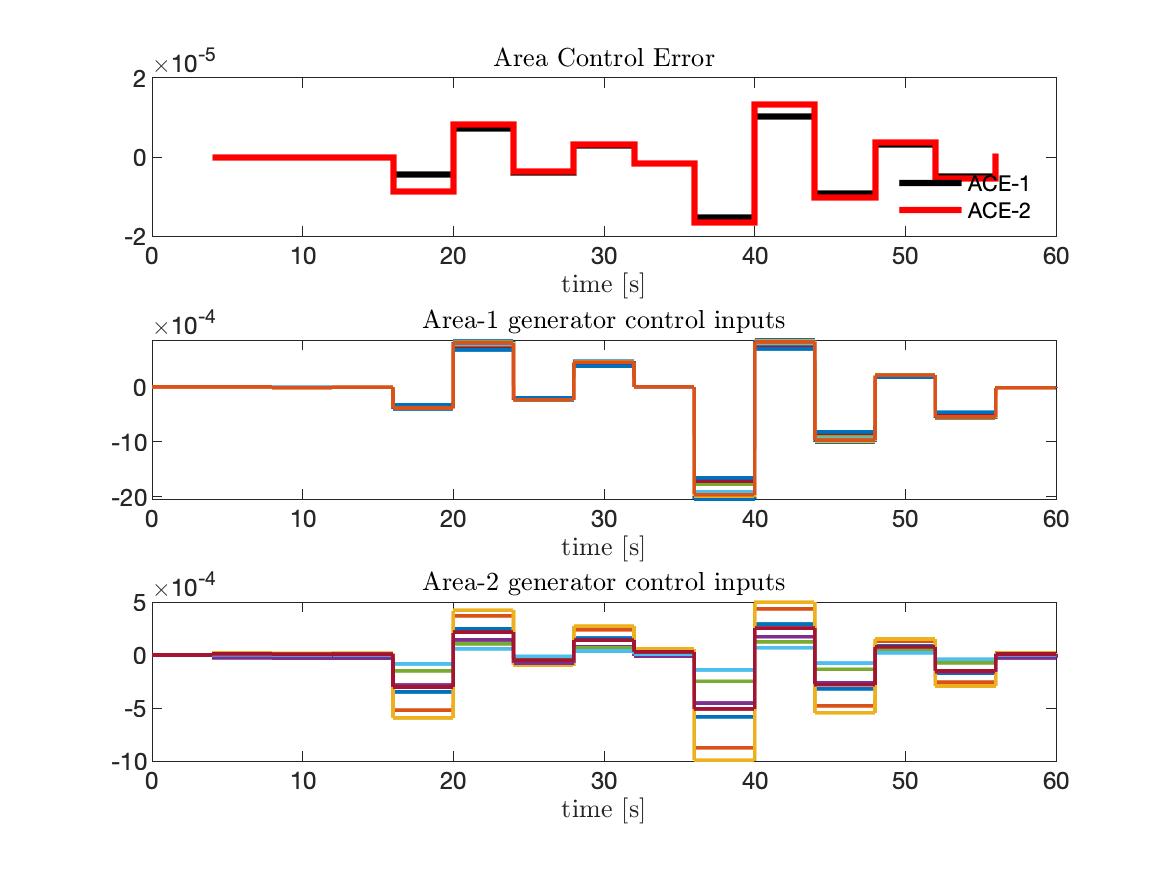 Area Control Error
×10-5
2
0
-2
0 10 20 30 40 50 60
time [s]
ACE-1
ACE-2
Area-1 generator control inputs
×10-4
0
-10
-20
0 10 20 30 40 50 60
time [s]
Area-2 generator control inputs
×10-4
5
0
-5
-10
0 10 20 30 40 50 60
time [s]